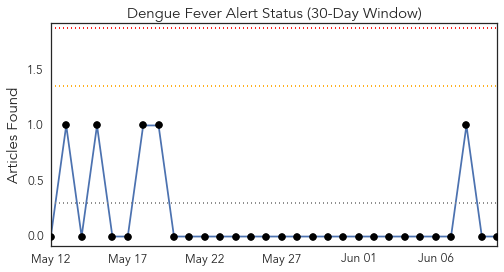 Dengue Fever Alert Status (30-Day Window)
Articles Found
1.5
1.0
0.5
0.0
May 12 May 17 May 22 May 27 Jun 01 Jun 06